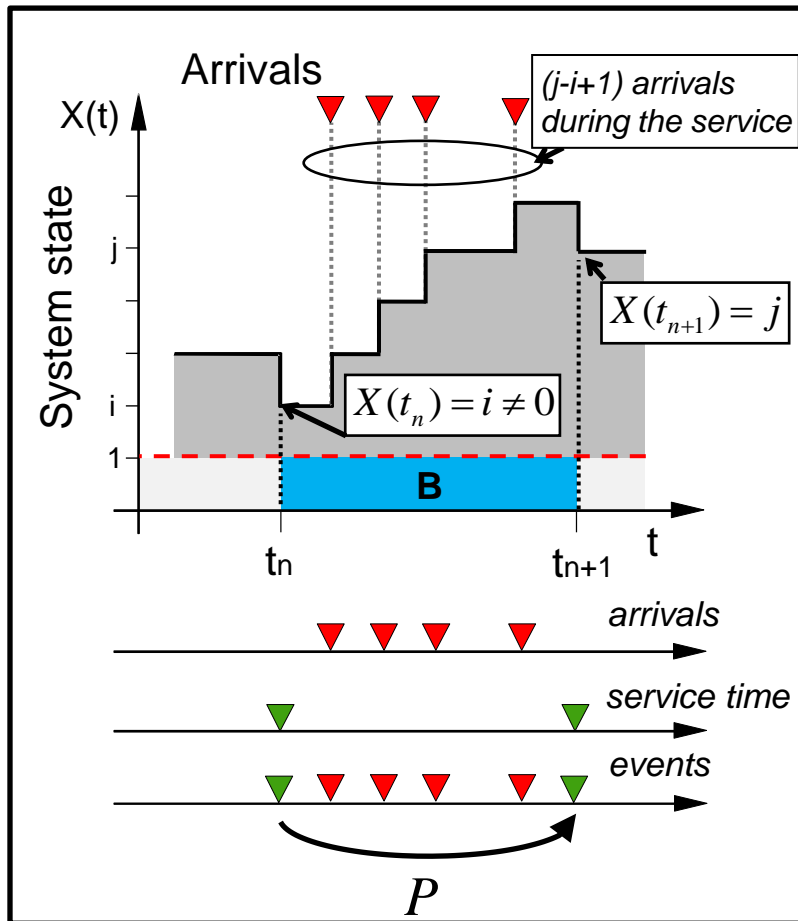 Arrivals
(j-i+1) arrivals
during the service
X(t)
System state
j
i
1
X(t_{n+1}) = j
X(t_n) = i ≠ 0
B
t_n
t_{n+1}
t
arrivals
service time
events
P